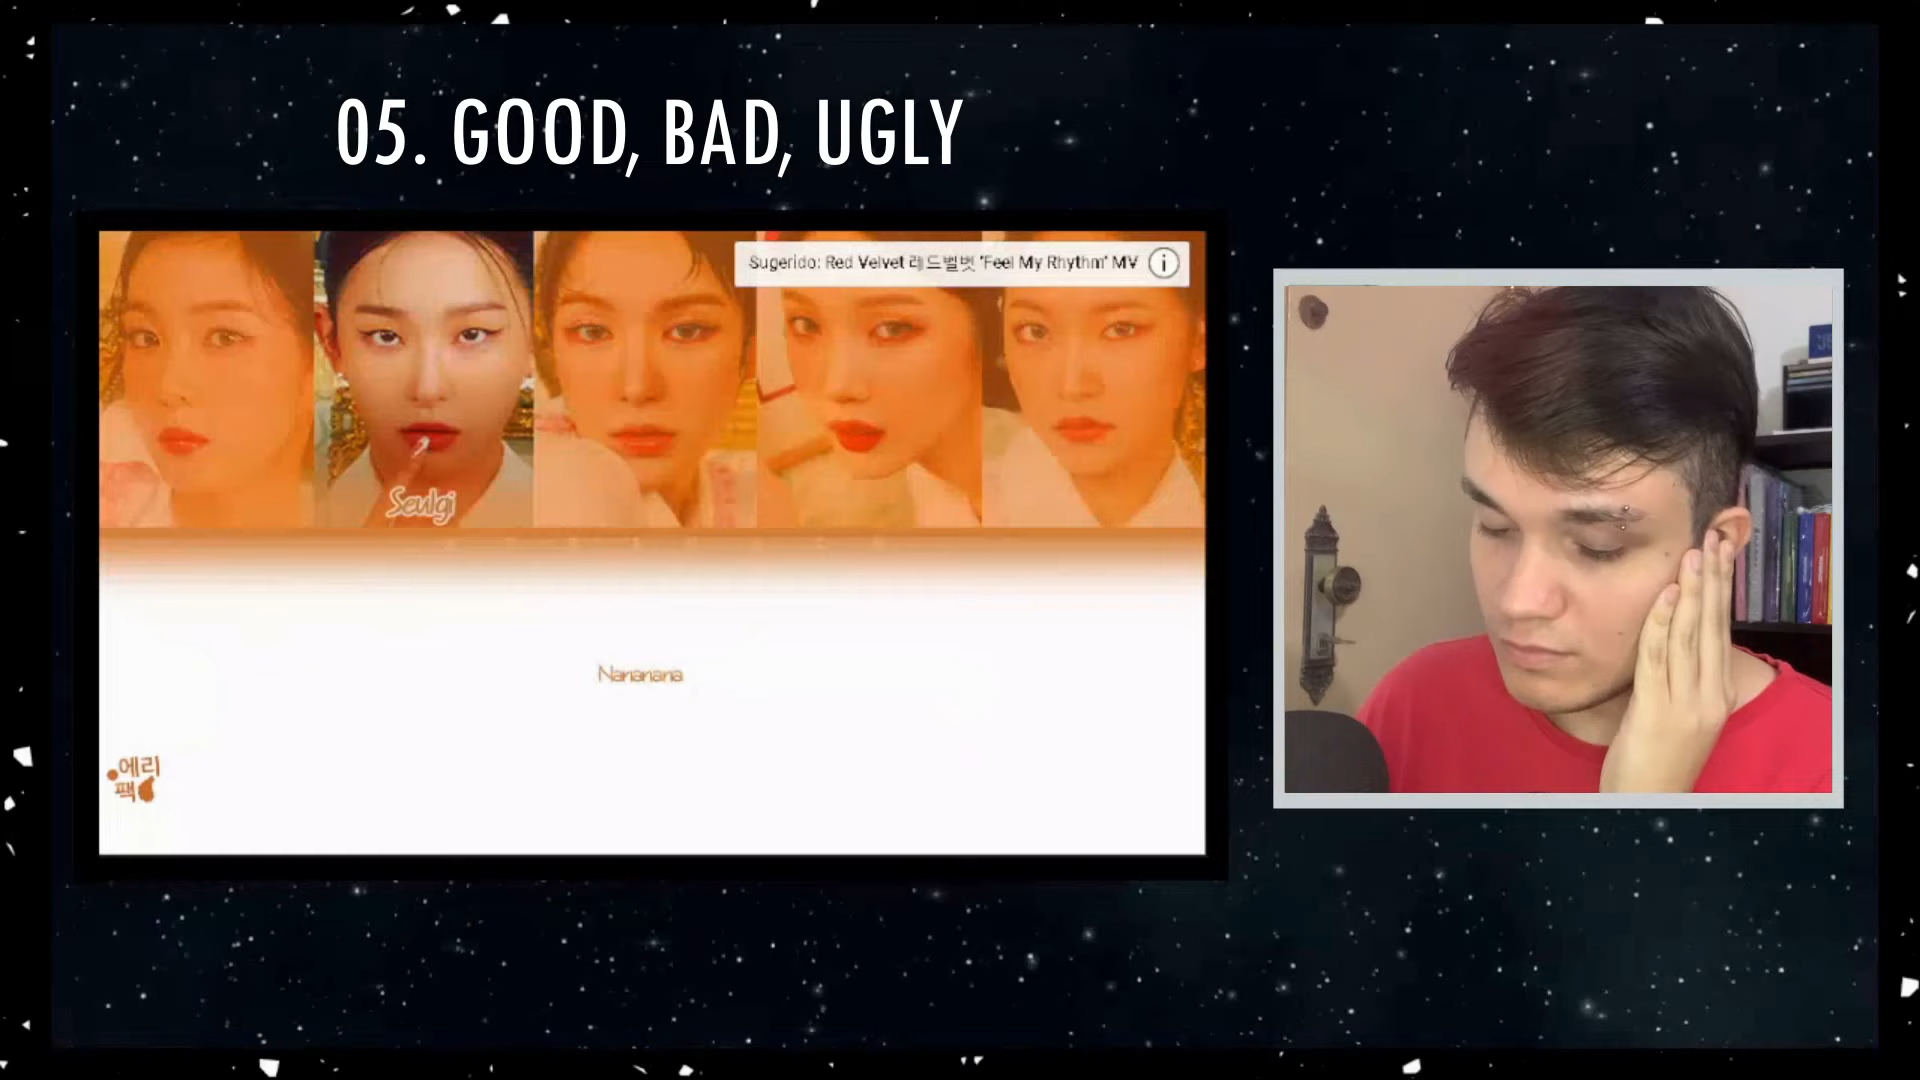 05. GOOD, BAD, UGLY
Sugerido: Red Velvet 레드벨벳 'Feel My Rhythm' MV
Seulgi
Nananana
에리
팩